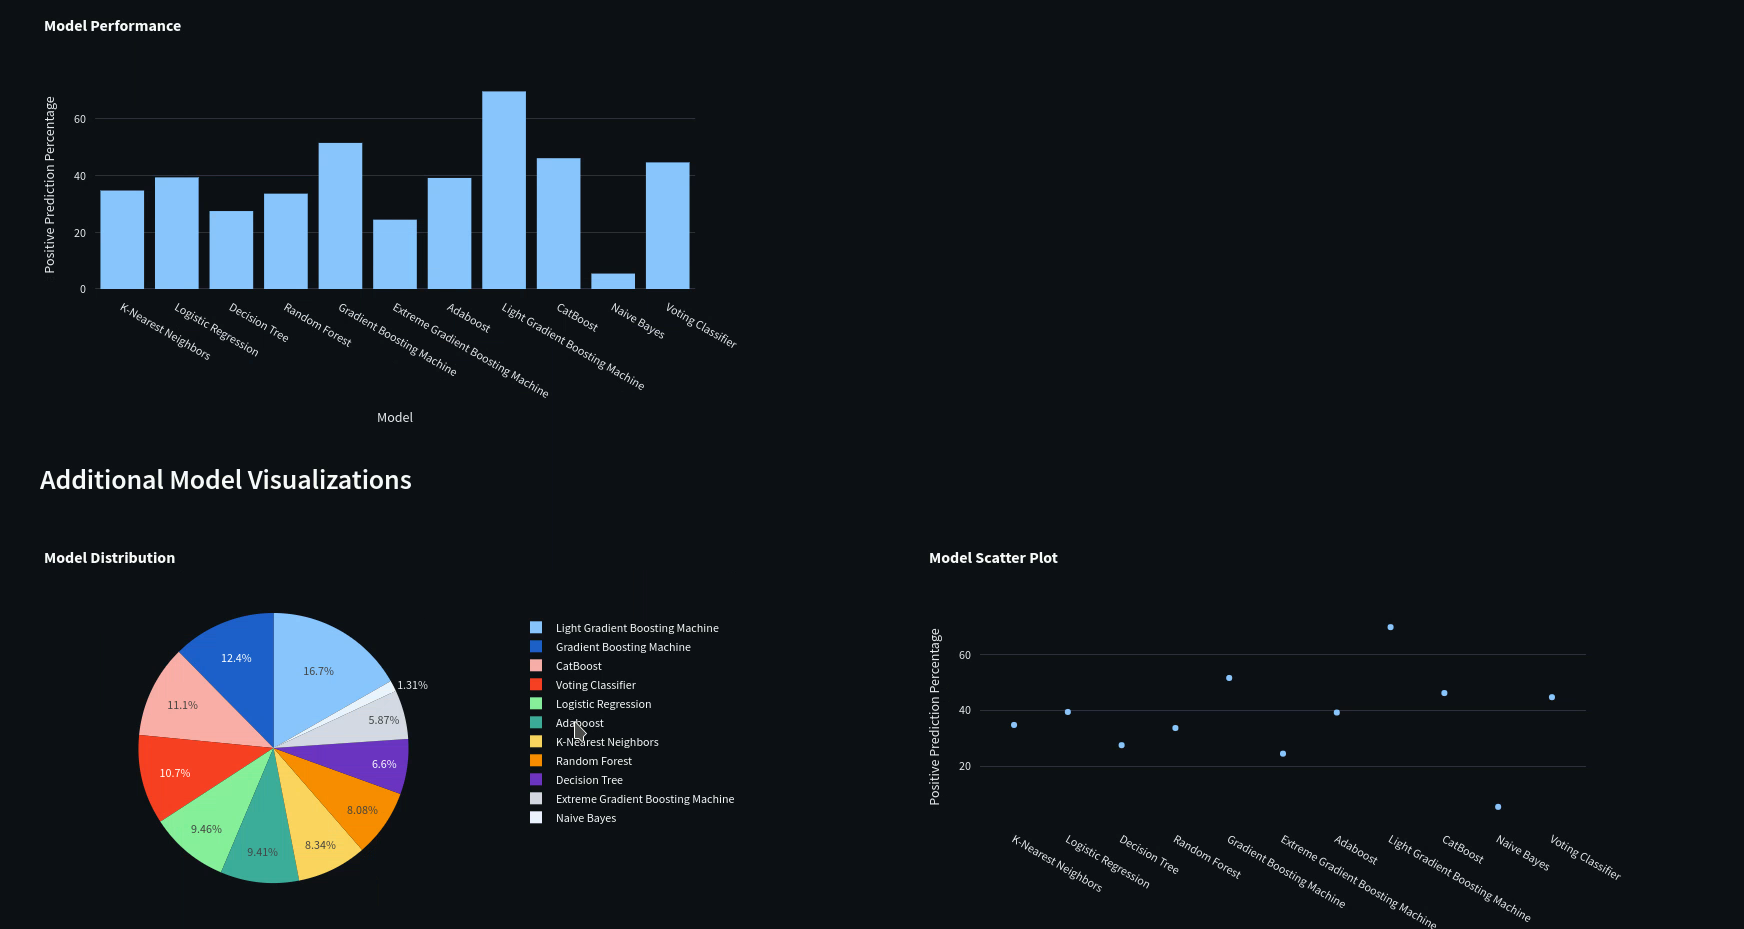 Model Performance
Positive Prediction Percentage
60
40
20
0
K-Nearest Neighbors
Logistic Regression
Decision Tree
Random Forest
Gradient Boosting Machine
Extreme Gradient Boosting Machine
Adaboost
Light Gradient Boosting Machine
CatBoost
Naive Bayes
Voting Classifier
Model
Additional Model Visualizations
Model Distribution
12.4%
16.7%
1.31%
11.1%
5.87%
10.7%
6.6%
9.46%
8.08%
9.41%
8.34%
Light Gradient Boosting Machine
Gradient Boosting Machine
CatBoost
Voting Classifier
Logistic Regression
Adaboost
K-Nearest Neighbors
Random Forest
Decision Tree
Extreme Gradient Boosting Machine
Naive Bayes
Model Scatter Plot
Positive Prediction Percentage
60
40
20
K-Nearest Neighbors
Logistic Regression
Decision Tree
Random Forest
Gradient Boosting Machine
Extreme Gradient Boosting Machine
Adaboost
Light Gradient Boosting Machine
CatBoost
Naive Bayes
Voting Classifier